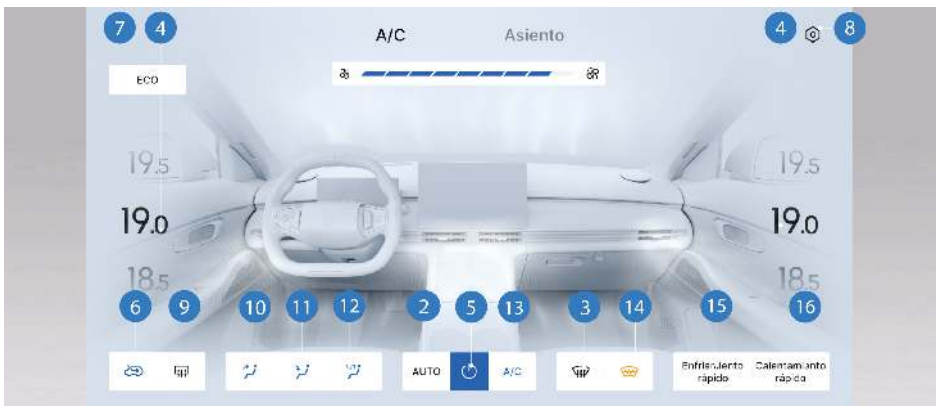 7 4 A/C Asiento 4 8
ECO
19.5 19.5
19.0 19.0
18.5 18.5
6 9 10 11 12 2 5 13 3 14 15 16
AUTO A/C Enfriamiento Calentamianto
rápido rápido